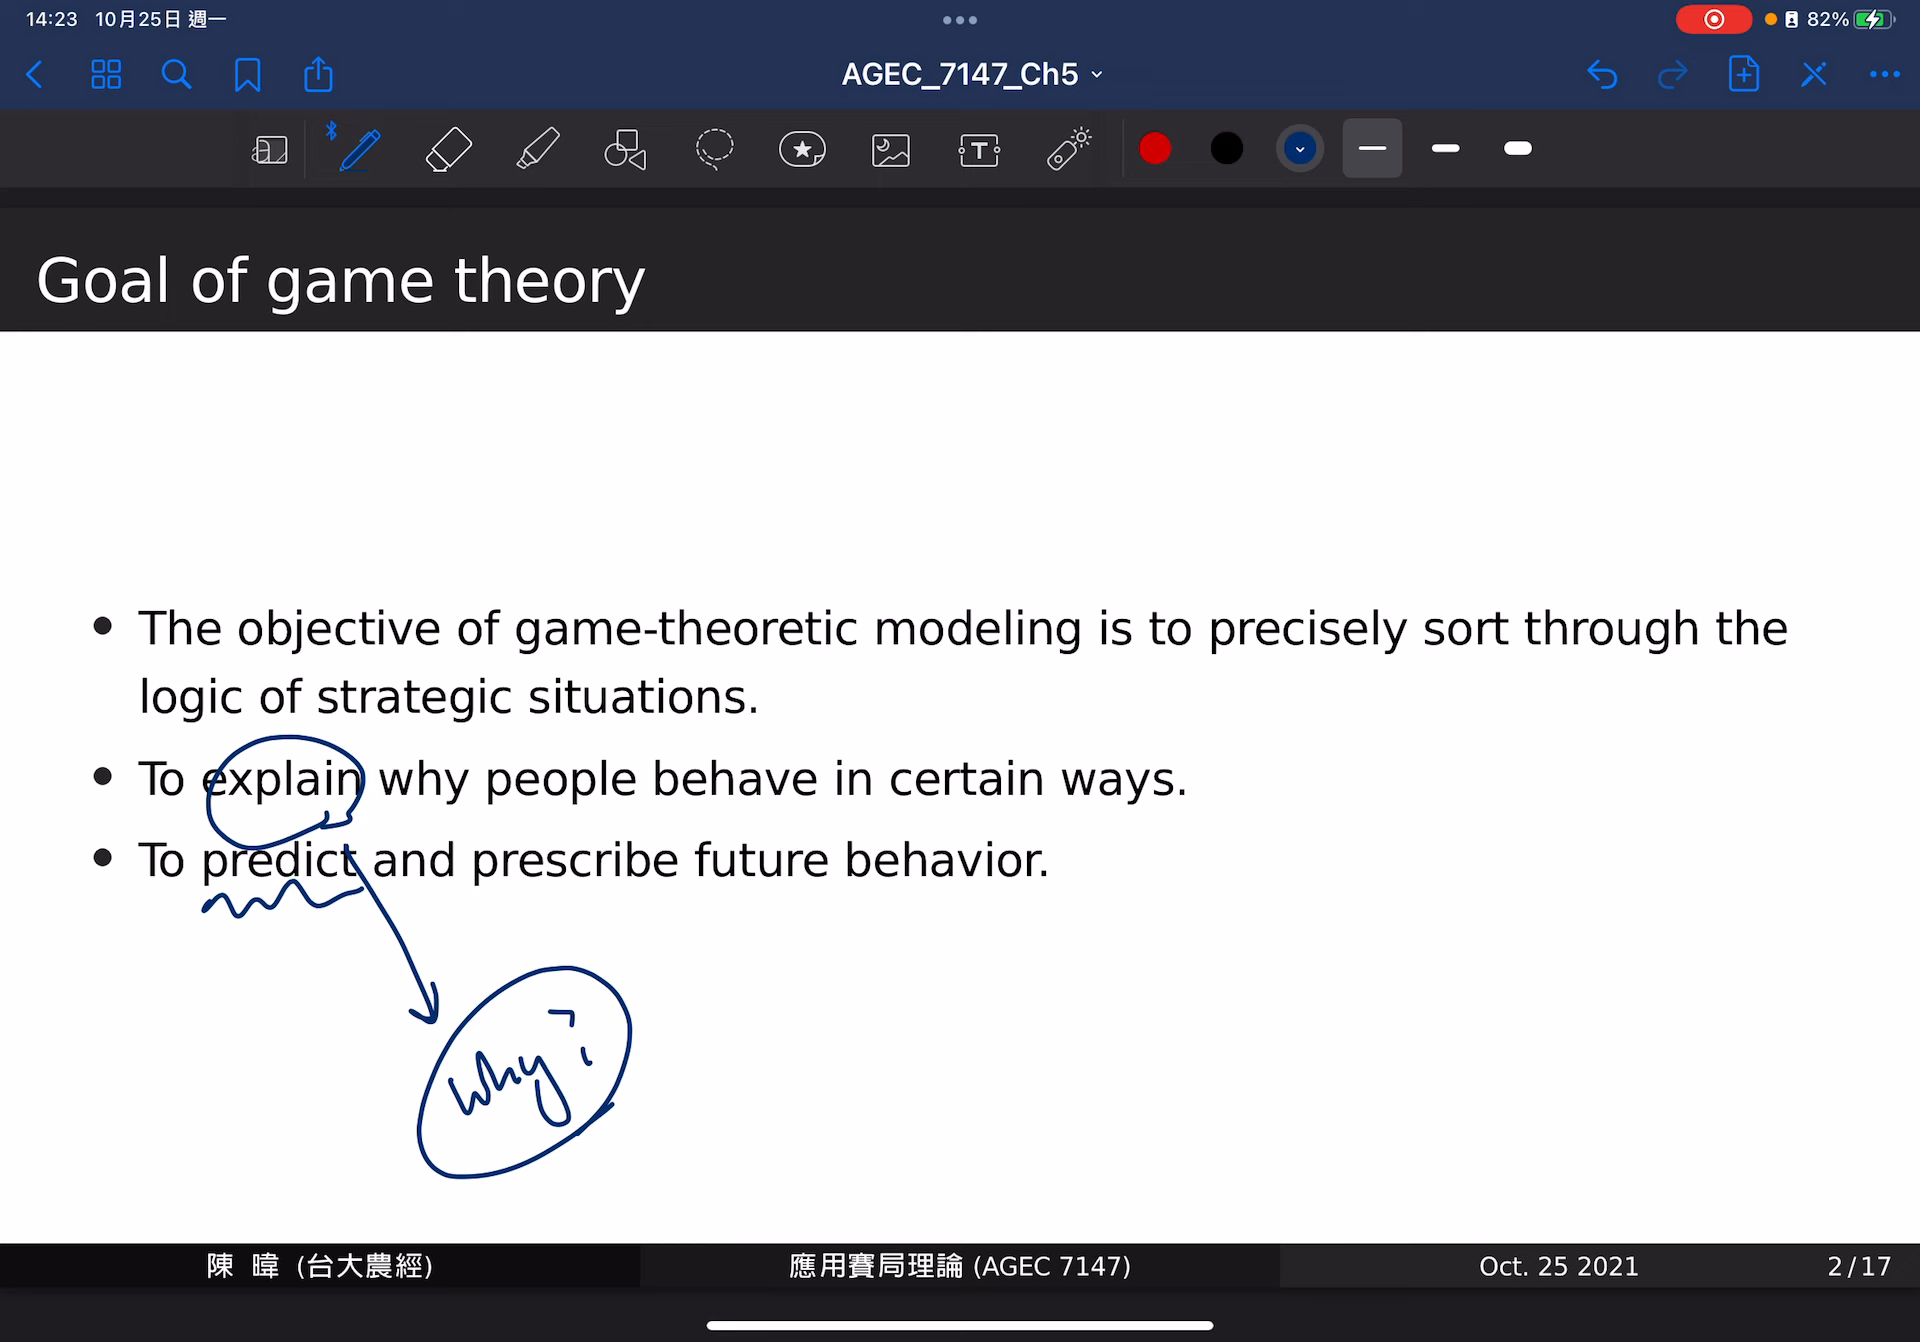 14:23 10月25日 週一
82%
AGEC_7147_Ch5
T
Goal of game theory
• The objective of game-theoretic modeling is to precisely sort through the
logic of strategic situations.
• To explain why people behave in certain ways.
• To predict and prescribe future behavior.
why?
陳 暐 (台大農經) 應用賽局理論 (AGEC 7147) Oct. 25 2021 2/17